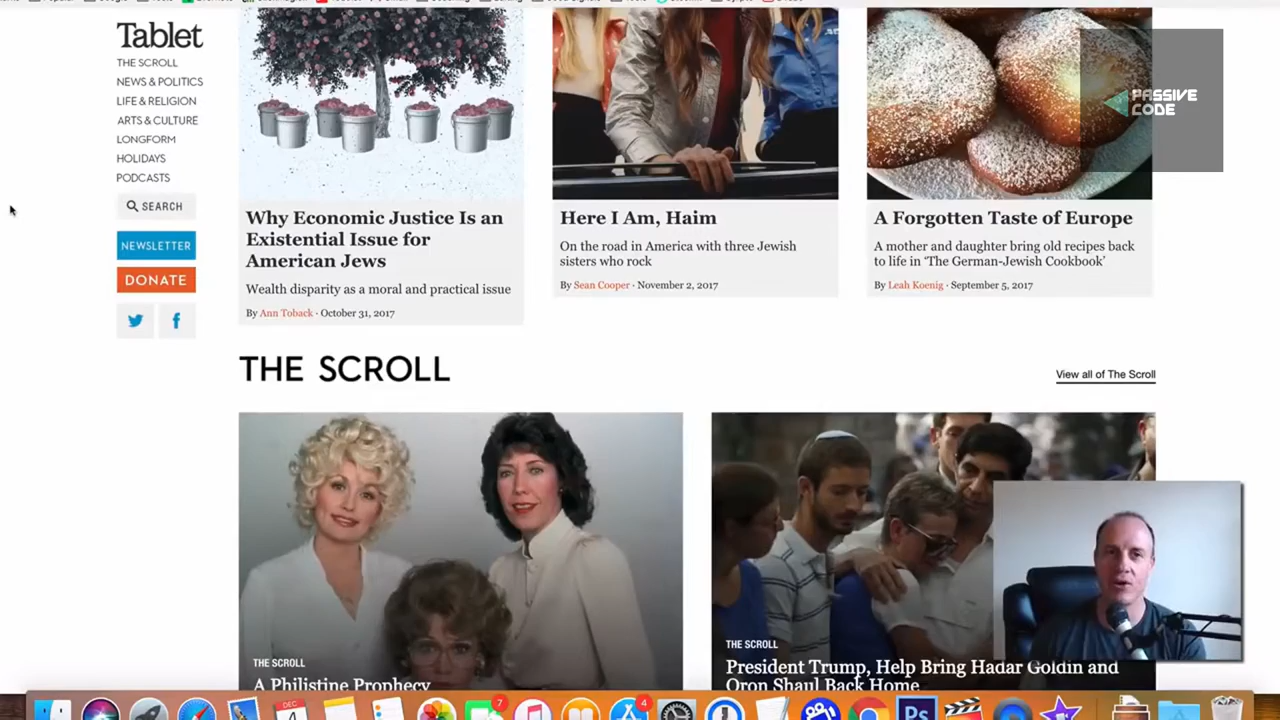 Tablet
THE SCROLL
NEWS & POLITICS
LIFE & RELIGION
ARTS & CULTURE
LONGFORM
HOLIDAYS
PODCASTS
SEARCH
NEWSLETTER
DONATE
PASSIVE
CODE
Why Economic Justice Is an
Existential Issue for
American Jews
Wealth disparity as a moral and practical issue
By Ann Toback · October 31, 2017
Here I Am, Haim
On the road in America with three Jewish
sisters who rock
By Sean Cooper · November 2, 2017
A Forgotten Taste of Europe
A mother and daughter bring old recipes back
to life in ‘The German-Jewish Cookbook’
By Leah Koenig · September 5, 2017
THE SCROLL
View all of The Scroll
THE SCROLL
A Philistine Prophecy
THE SCROLL
President Trump, Help Bring Hadar Goldin and
Oron Shaul Back Home
DEC
7
4
Ps